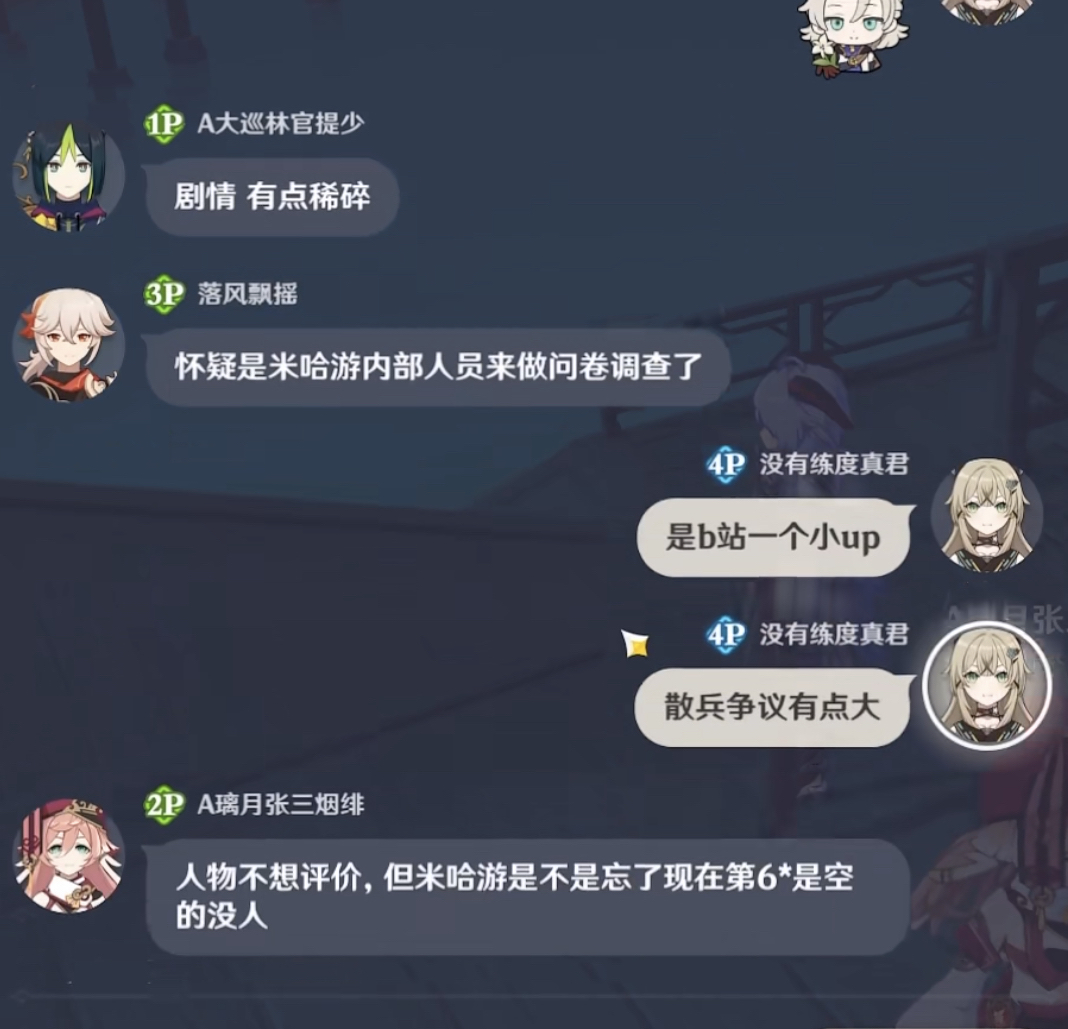 1P A大巡林官提少
剧情 有点稀碎
3P 落风飘摇
怀疑是米哈游内部人员来做问卷调查了
4P 没有练度真君
是b站一个小up
4P 没有练度真君
散兵争议有点大
2P A璃月张三烟绯
人物不想评价, 但米哈游是不是忘了现在第6*是空
的没人